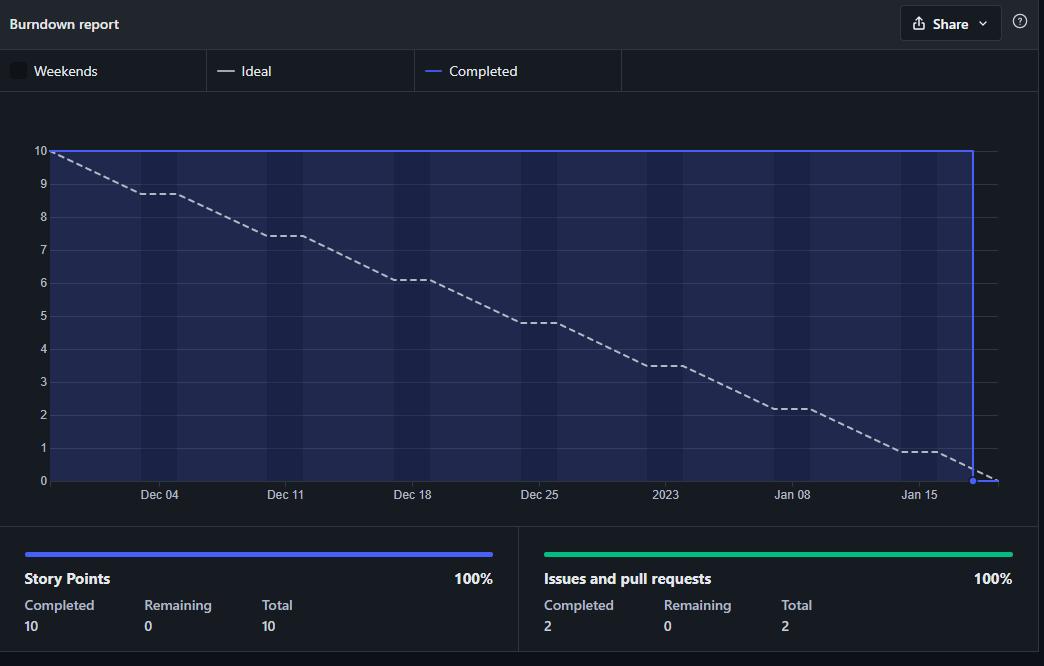 Burndown report
Share
Weekends Ideal Completed
10
9
8
7
6
5
4
3
2
1
0
Dec 04 Dec 11 Dec 18 Dec 25 2023 Jan 08 Jan 15
Story Points 100%
Completed Remaining Total
10 0 10
Issues and pull requests 100%
Completed Remaining Total
2 0 2